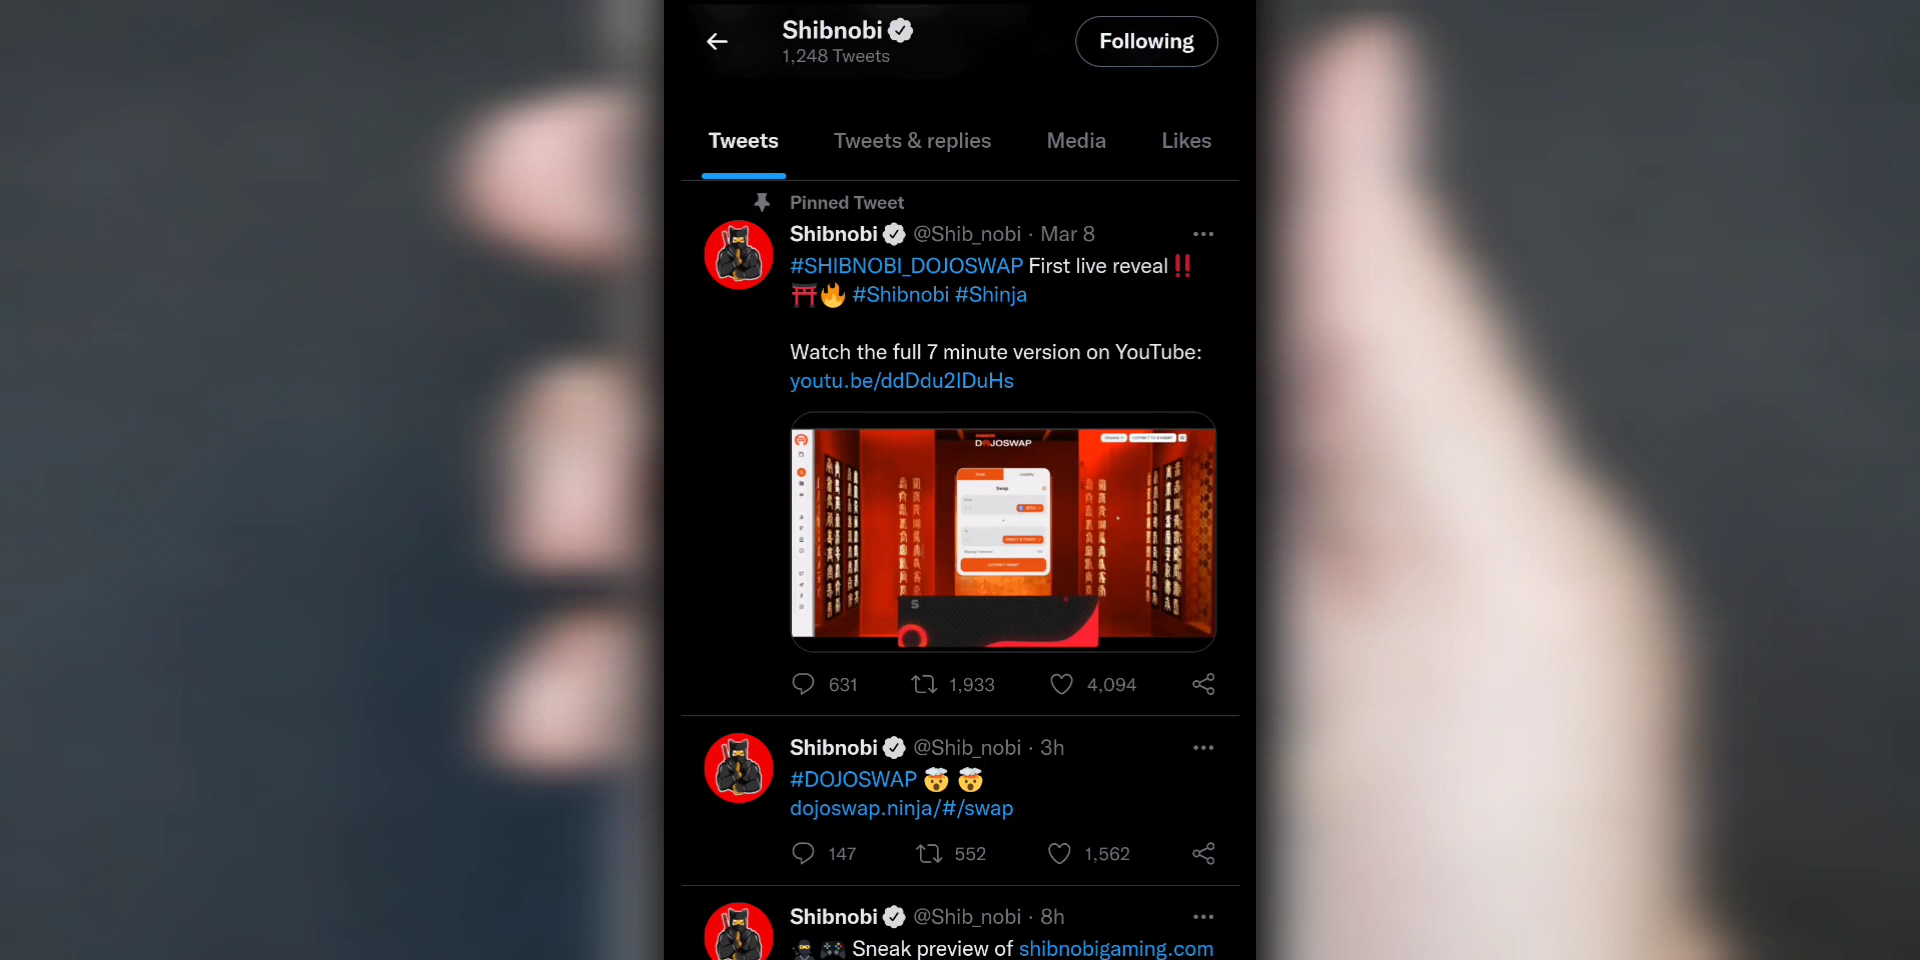 Shibnobi
1,248 Tweets
Following
Tweets
Tweets & replies
Media
Likes
Pinned Tweet
Shibnobi @Shib_nobi · Mar 8
#SHIBNOBI_DOJOSWAP First live reveal‼️
⛩️🔥 #Shibnobi #Shinja
Watch the full 7 minute version on YouTube:
youtu.be/ddDdu2IDuHs
DOJOSWAP
Swap
Swap
631
1,933
4,094
Shibnobi @Shib_nobi · 3h
#DOJOSWAP 🤯 🤯
dojoswap.ninja/#/swap
147
552
1,562
Shibnobi @Shib_nobi · 8h
🥷🎮 Sneak preview of shibnobigaming.com